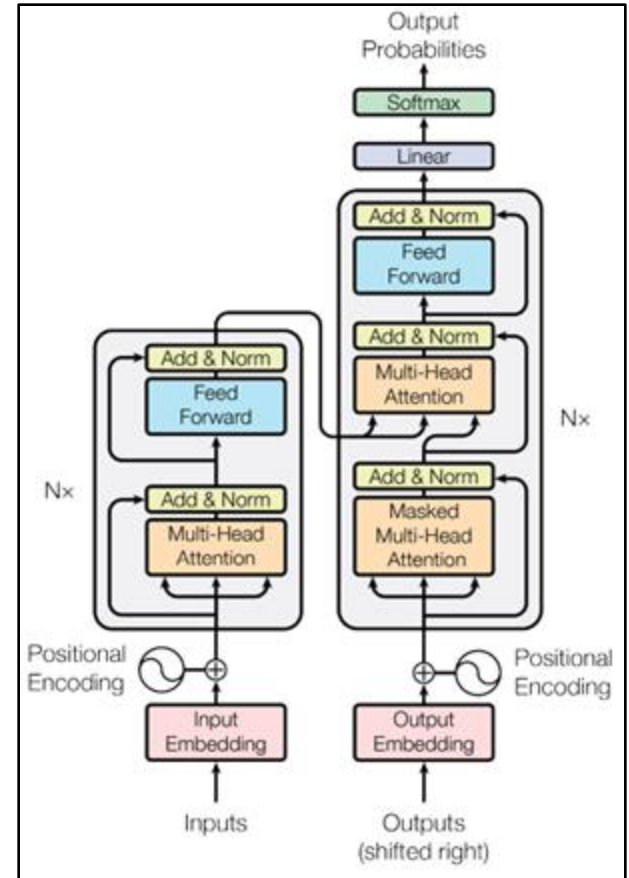 Output
Probabilities
Softmax
Linear
Add & Norm
Feed
Forward
Add & Norm
Multi-Head
Attention
Nx
Add & Norm
Masked
Multi-Head
Attention
Positional
Encoding
Output
Embedding
Outputs
(shifted right)
Add & Norm
Feed
Forward
Nx
Add & Norm
Multi-Head
Attention
Positional
Encoding
Input
Embedding
Inputs